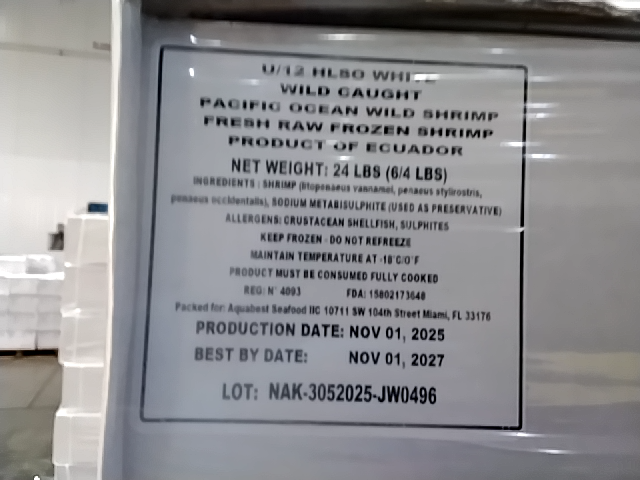 U/12 HLSO WHITE
WILD CAUGHT
PACIFIC OCEAN WILD SHRIMP
FRESH RAW FROZEN SHRIMP
PRODUCT OF ECUADOR
NET WEIGHT: 24 LBS (6/4 LBS)
INGREDIENTS : SHRIMP (litopenaeus vannamei, penaeus stylirostris,
penaeus occidentalis), SODIUM METABISULPHITE (USED AS PRESERVATIVE)
ALLERGENS: CRUSTACEAN SHELLFISH, SULPHITES
KEEP FROZEN - DO NOT REFREEZE
MAINTAIN TEMPERATURE AT -18°C/0°F
PRODUCT MUST BE CONSUMED FULLY COOKED
REG: N° 4093 FDA: 15802173648
Packed for: Aquabest Seafood llC 10711 SW 104th Street Miami, FL 33176
PRODUCTION DATE: NOV 01, 2025
BEST BY DATE: NOV 01, 2027
LOT: NAK-3052025-JW0496